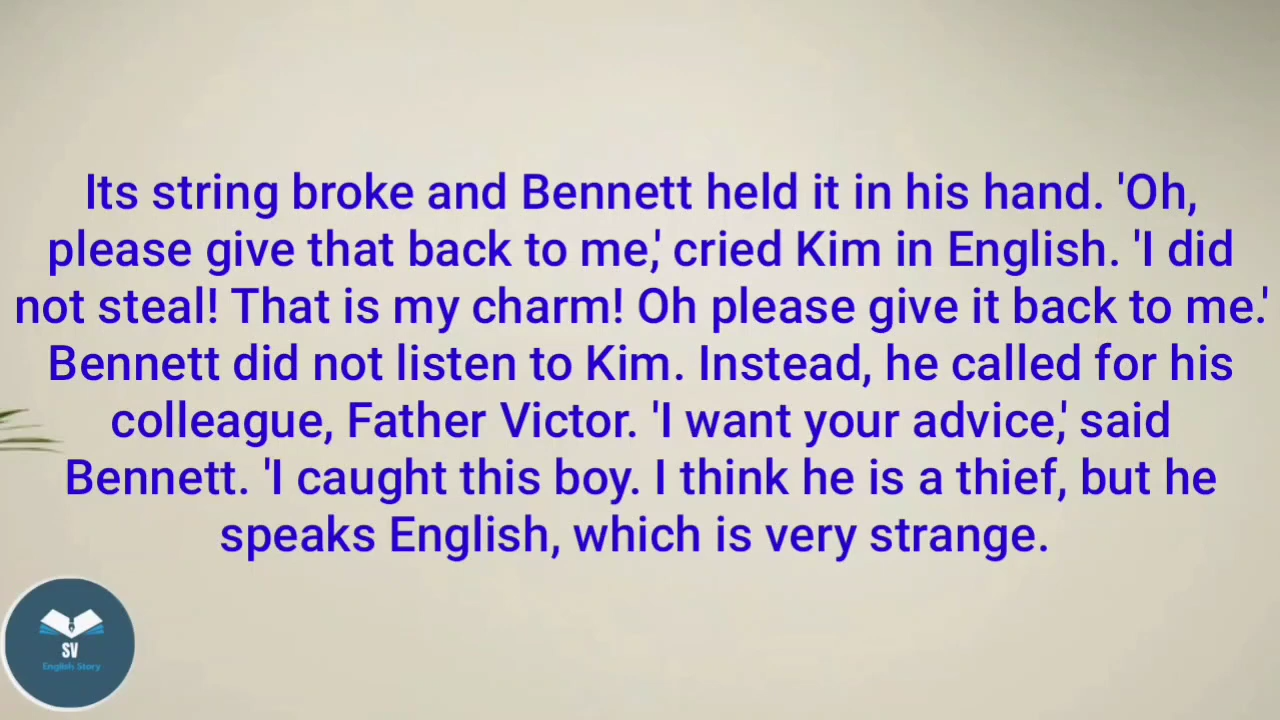 Its string broke and Bennett held it in his hand. 'Oh,
please give that back to me,' cried Kim in English. 'I did
not steal! That is my charm! Oh please give it back to me.'
Bennett did not listen to Kim. Instead, he called for his
colleague, Father Victor. 'I want your advice,' said
Bennett. 'I caught this boy. I think he is a thief, but he
speaks English, which is very strange.
SV
English Story